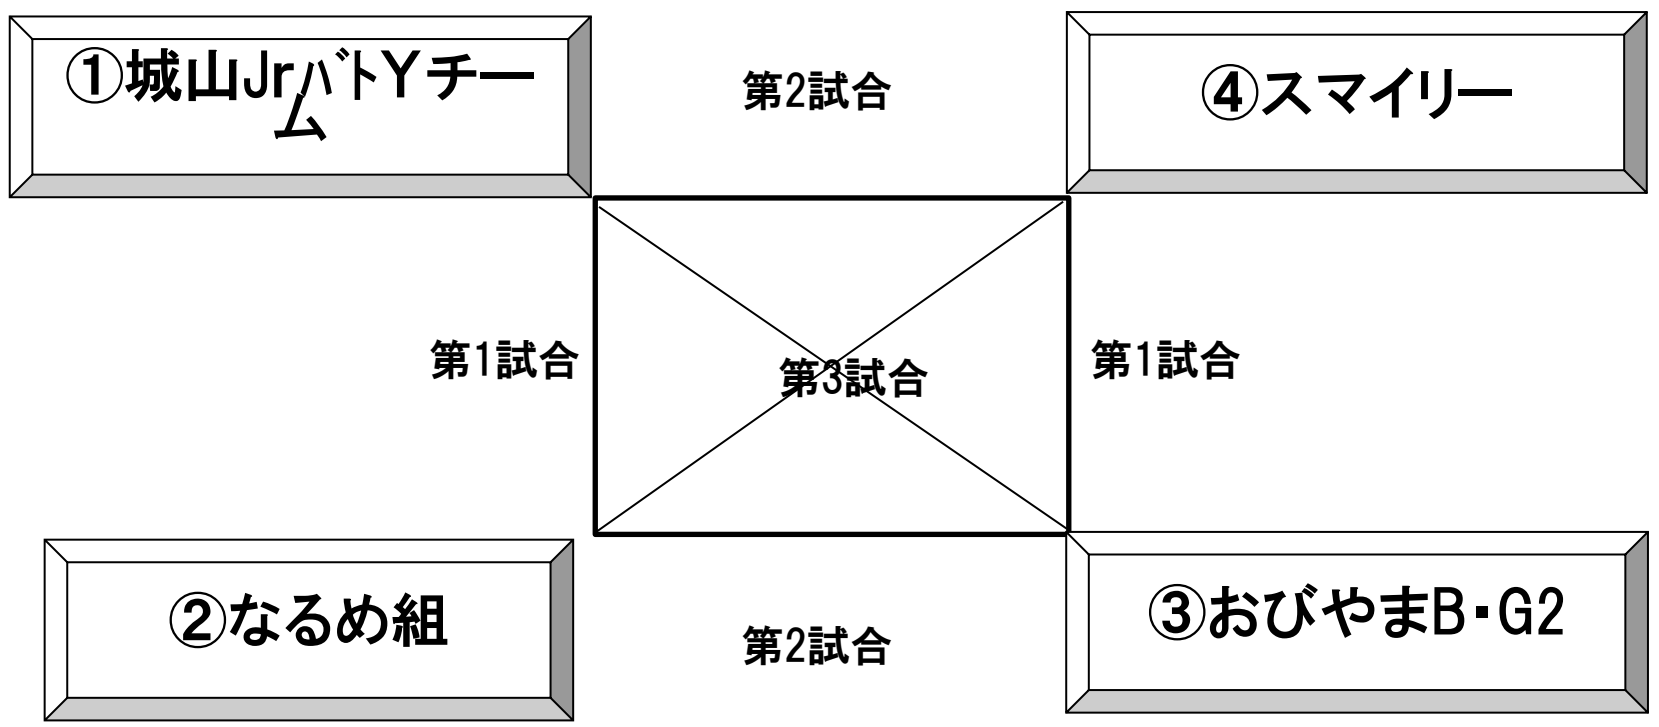 ①城山JrﾊﾞﾄﾞﾄYチー
ム
第2試合
④スマイリー
第1試合
第3試合
第1試合
②なるめ組
第2試合
③おびやまB・G2